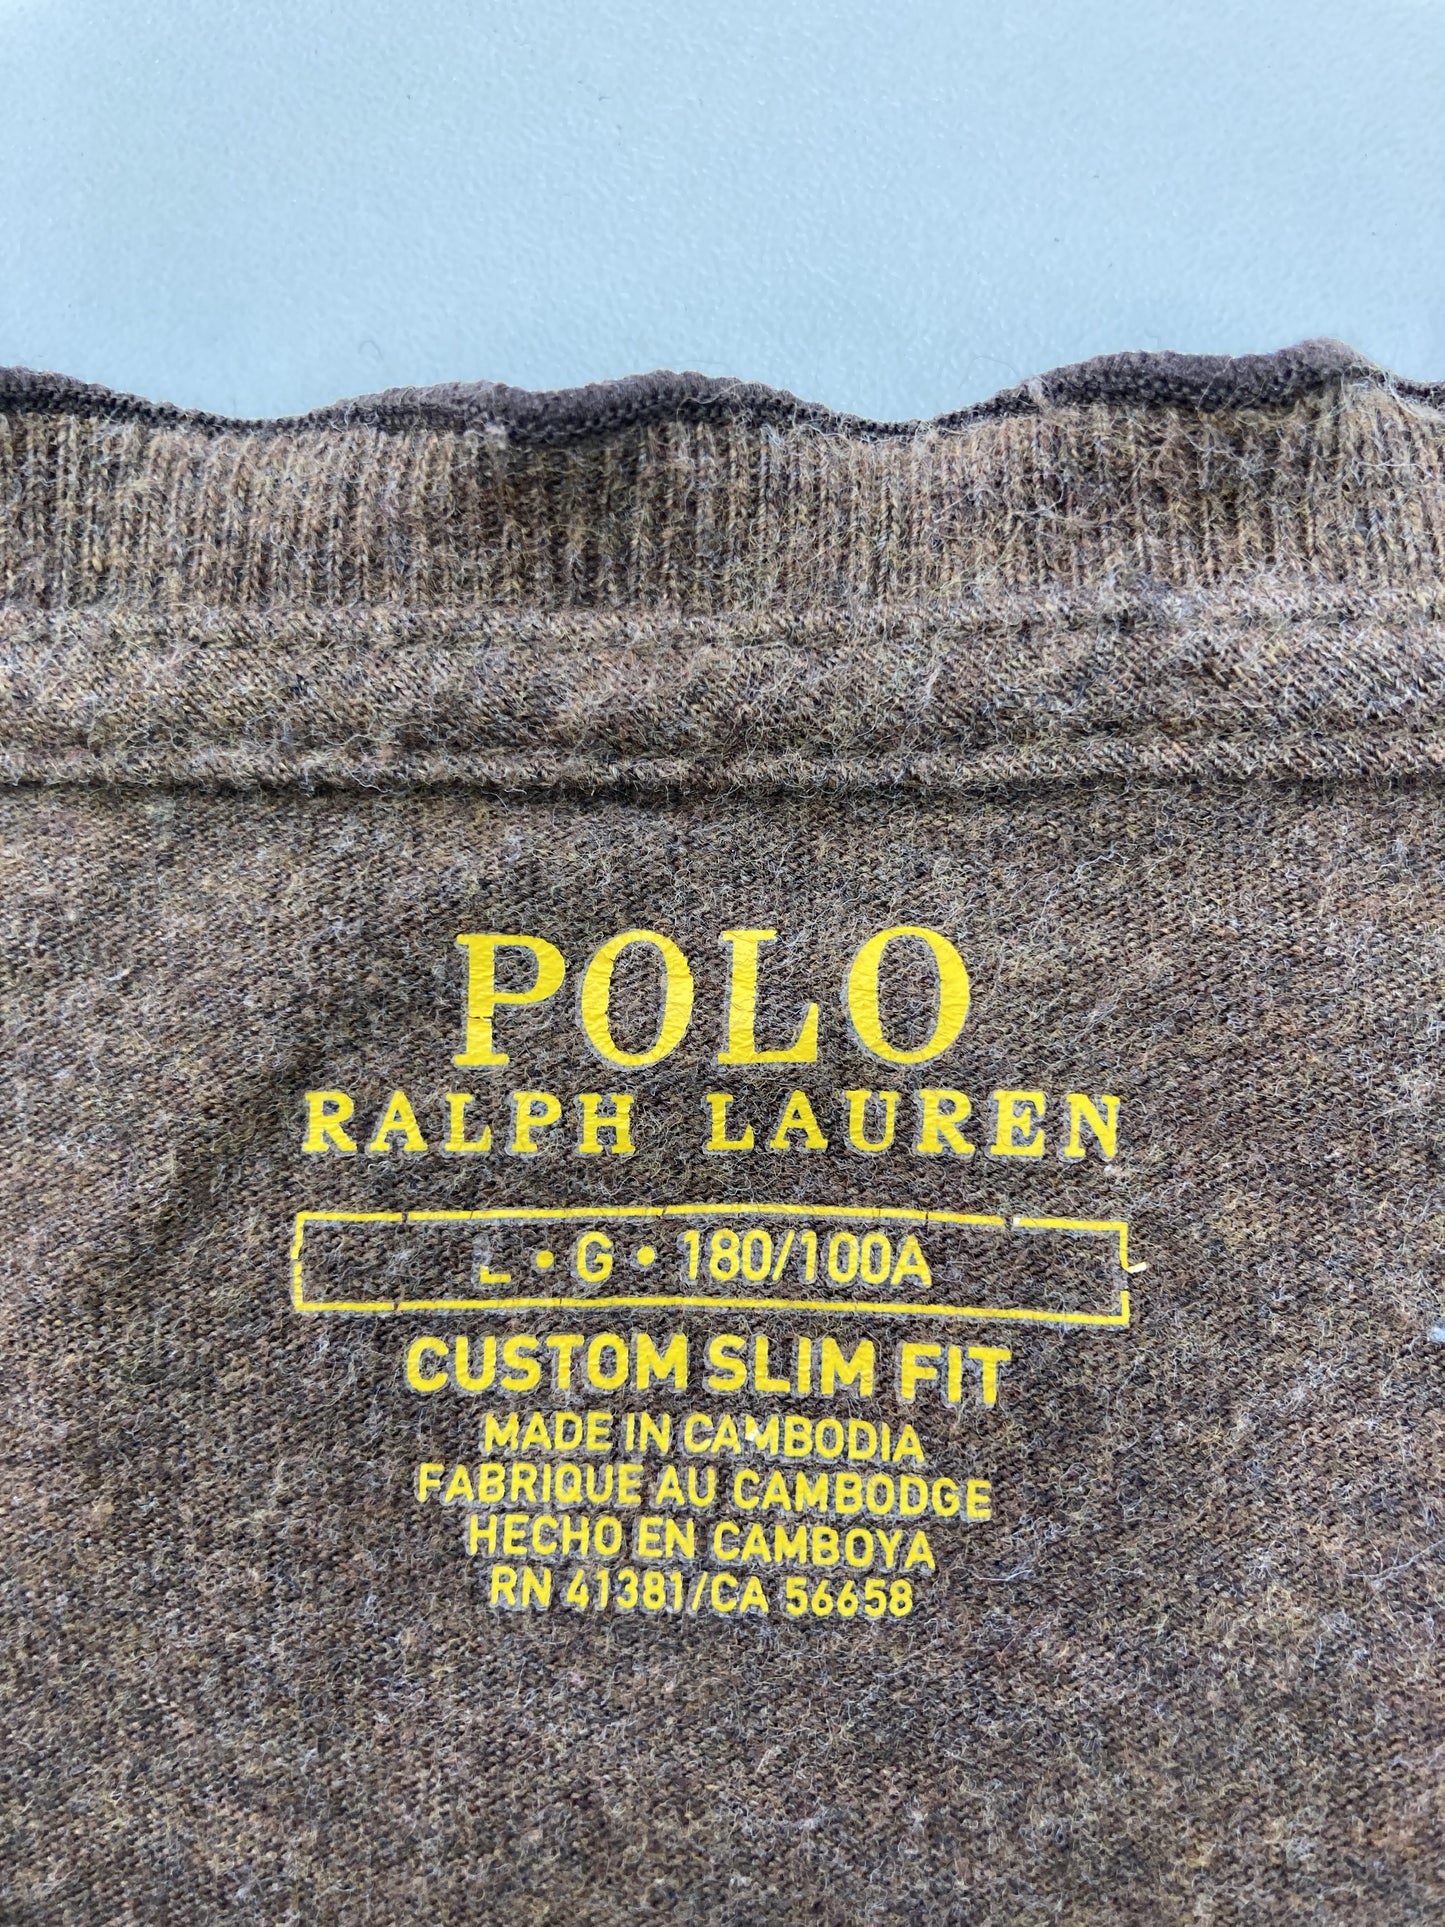 POLO
RALPH LAUREN
L • G • 180/100A
CUSTOM SLIM FIT
MADE IN CAMBODIA
FABRIQUE AU CAMBODGE
HECHO EN CAMBOYA
RN 41381/CA 56658